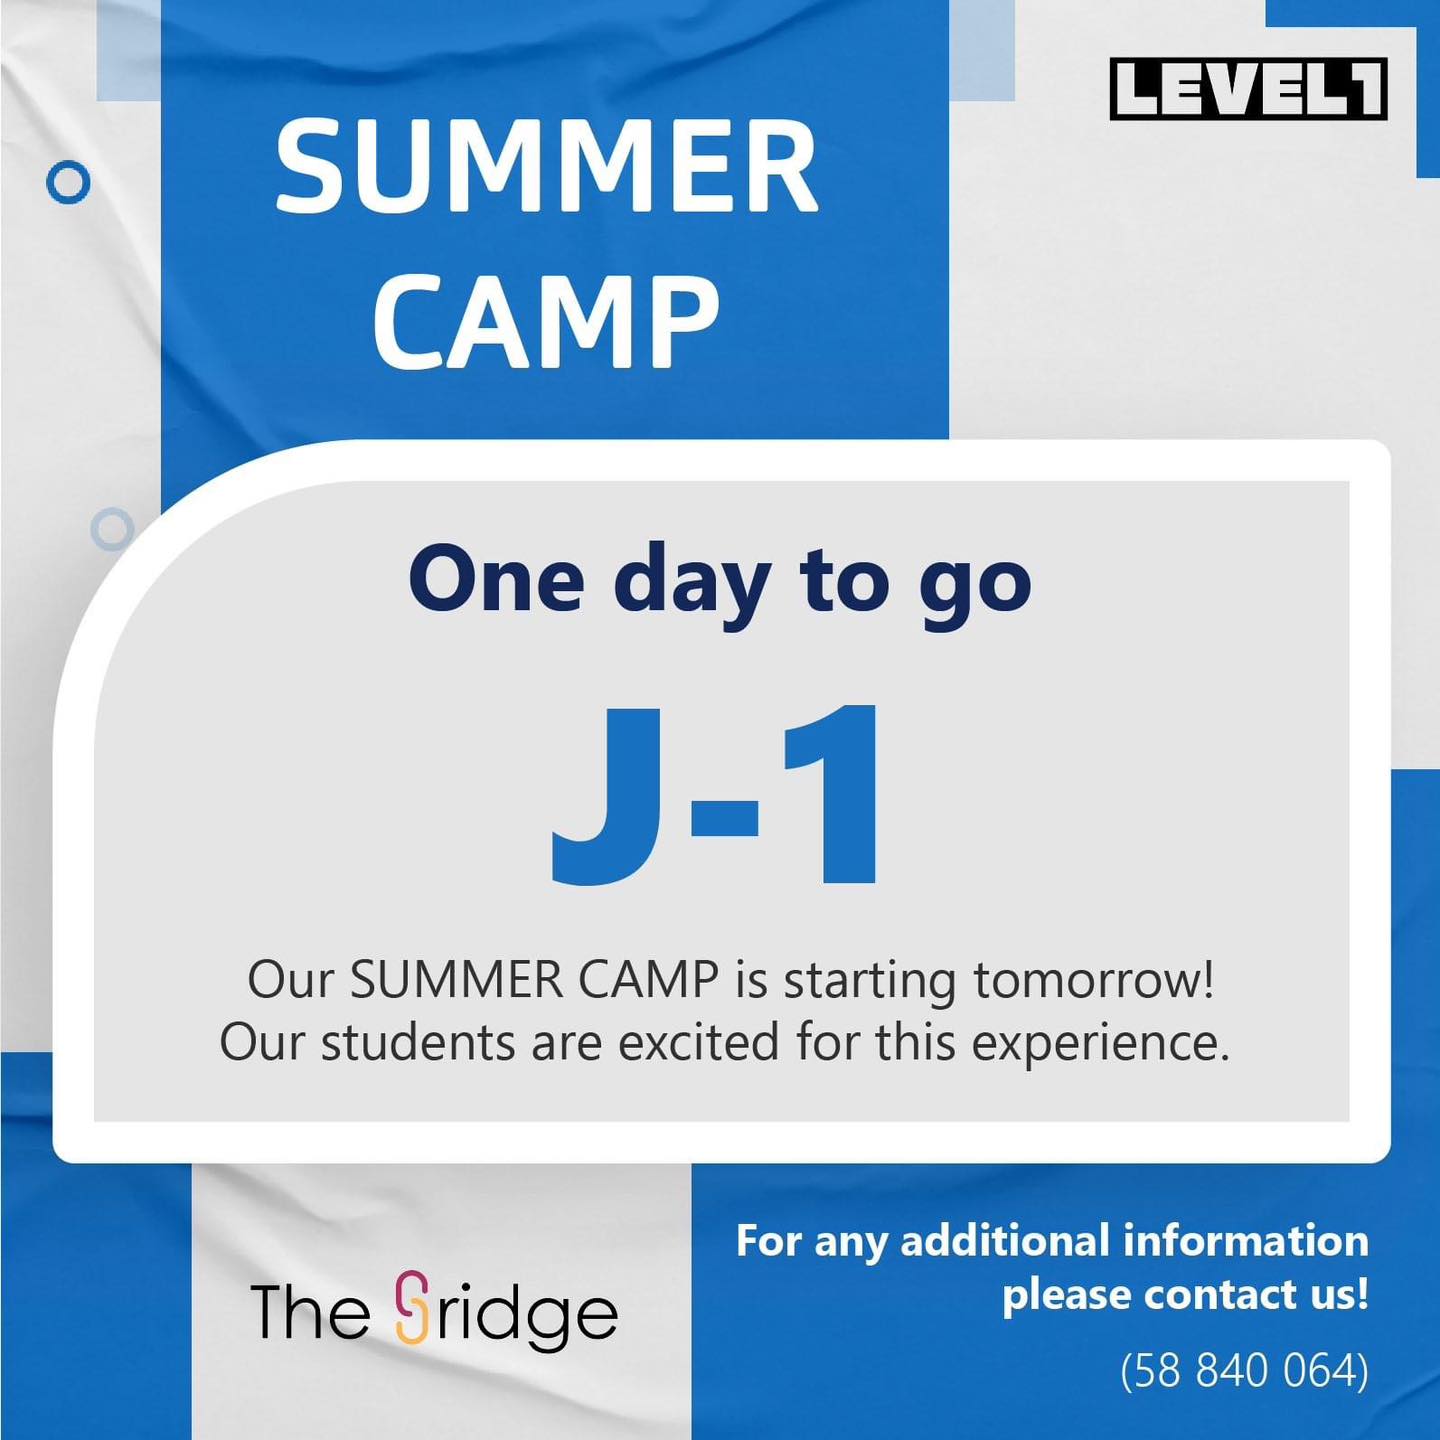 SUMMER
CAMP
LEVEL1
One day to go
J-1
Our SUMMER CAMP is starting tomorrow!
Our students are excited for this experience.
The Bridge
For any additional information
please contact us!
(58 840 064)